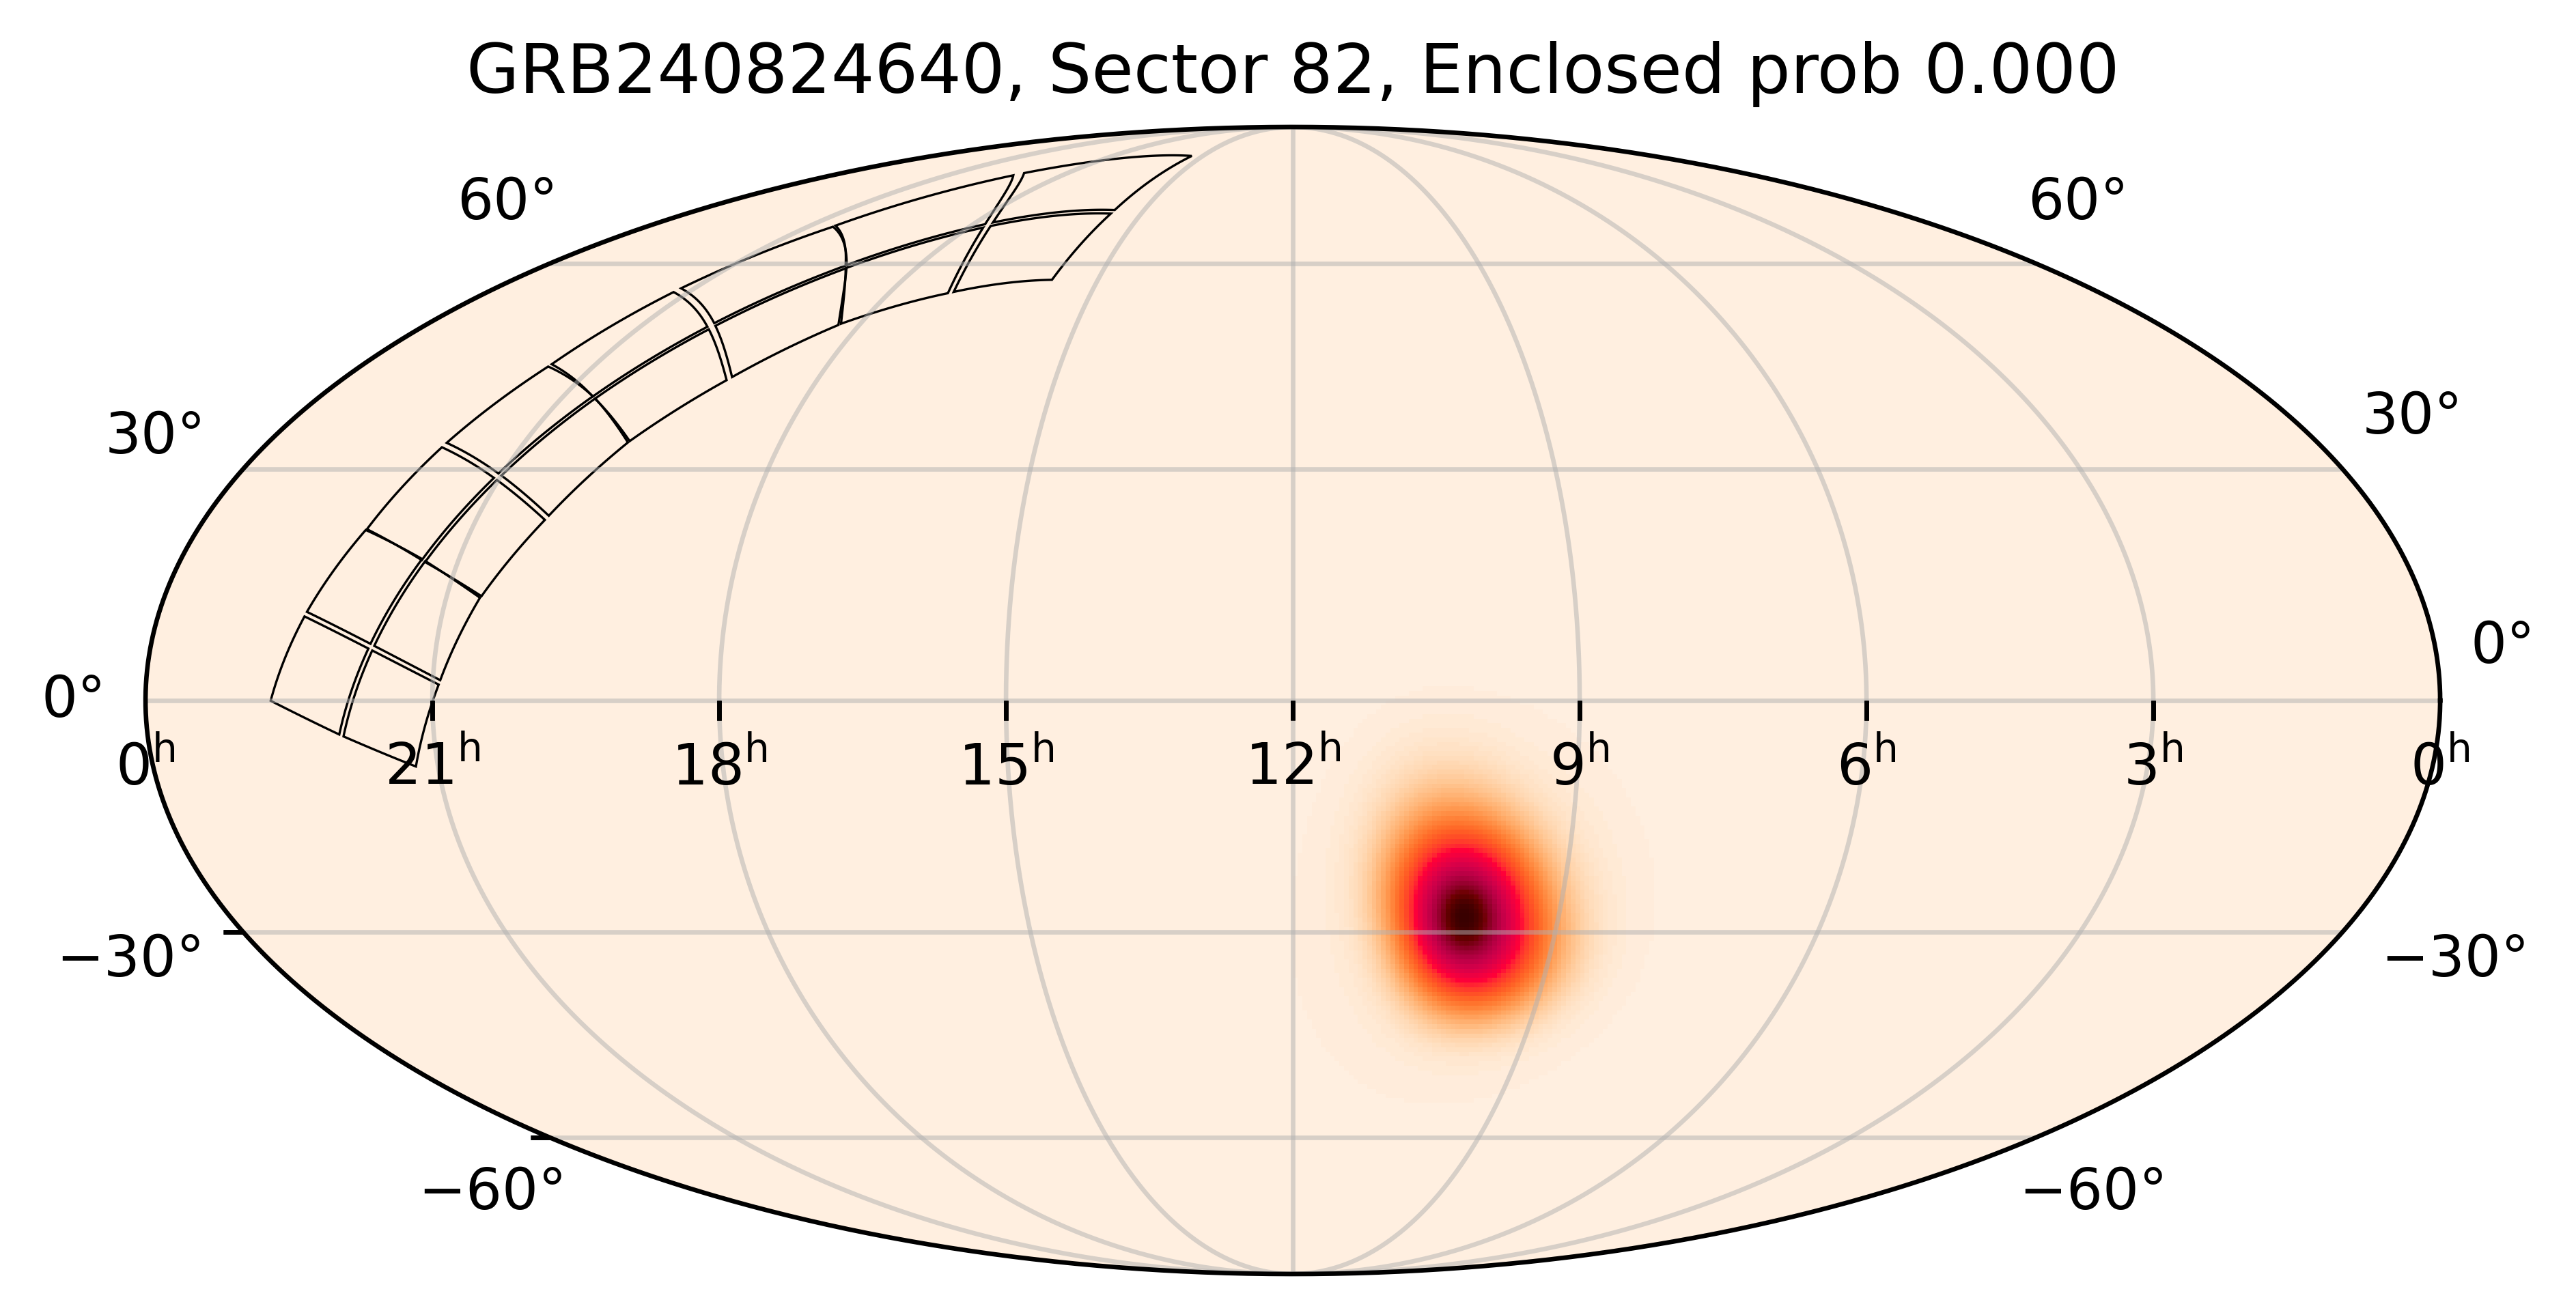 GRB240824640, Sector 82, Enclosed prob 0.000
60° 60°
30° 30°
0° 0°
0h 21h 18h 15h 12h 9h 6h 3h 0h
−30° −30°
−60° −60°